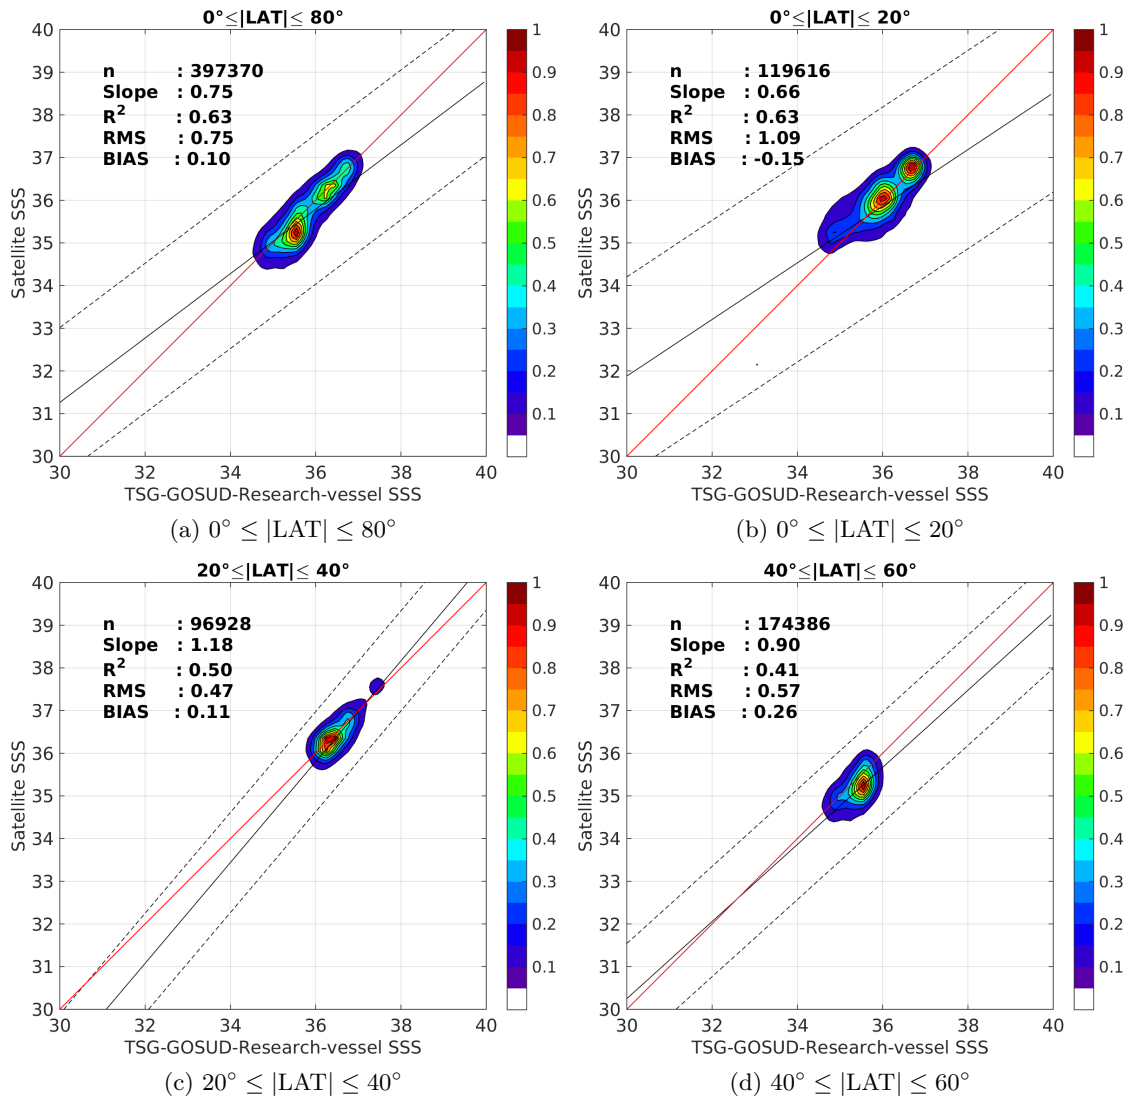 0°≤|LAT|≤ 80°
n : 397370
Slope : 0.75
R² : 0.63
RMS : 0.75
BIAS : 0.10
Satellite SSS
40
39
38
37
36
35
34
33
32
31
30
30 32 34 36 38 40
TSG-GOSUD-Research-vessel SSS
1
0.9
0.8
0.7
0.6
0.5
0.4
0.3
0.2
0.1
(a) 0° ≤ |LAT| ≤ 80°
0°≤|LAT|≤ 20°
n : 119616
Slope : 0.66
R² : 0.63
RMS : 1.09
BIAS : -0.15
Satellite SSS
40
39
38
37
36
35
34
33
32
31
30
30 32 34 36 38 40
TSG-GOSUD-Research-vessel SSS
1
0.9
0.8
0.7
0.6
0.5
0.4
0.3
0.2
0.1
(b) 0° ≤ |LAT| ≤ 20°
20°≤|LAT|≤ 40°
n : 96928
Slope : 1.18
R² : 0.50
RMS : 0.47
BIAS : 0.11
Satellite SSS
40
39
38
37
36
35
34
33
32
31
30
30 32 34 36 38 40
TSG-GOSUD-Research-vessel SSS
1
0.9
0.8
0.7
0.6
0.5
0.4
0.3
0.2
0.1
(c) 20° ≤ |LAT| ≤ 40°
40°≤|LAT|≤ 60°
n : 174386
Slope : 0.90
R² : 0.41
RMS : 0.57
BIAS : 0.26
Satellite SSS
40
39
38
37
36
35
34
33
32
31
30
30 32 34 36 38 40
TSG-GOSUD-Research-vessel SSS
1
0.9
0.8
0.7
0.6
0.5
0.4
0.3
0.2
0.1
(d) 40° ≤ |LAT| ≤ 60°